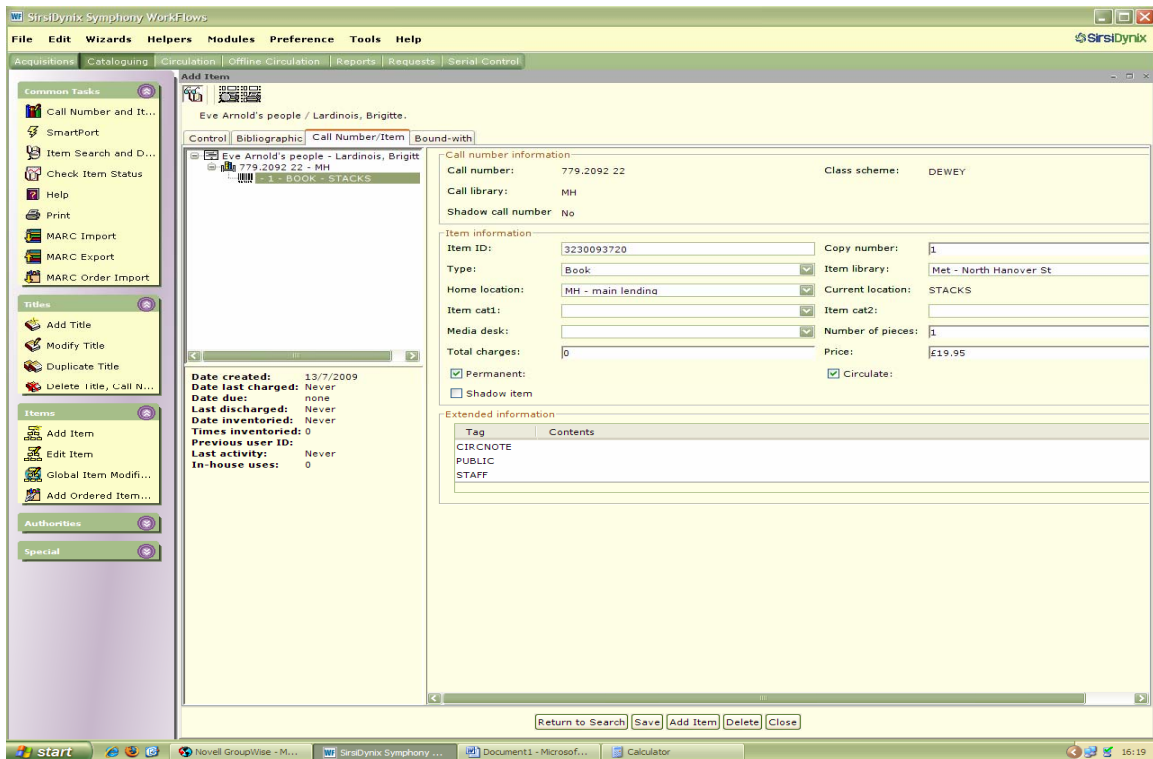 WF SirsiDynix Symphony WorkFlows
File Edit Wizards Helpers Modules Preference Tools Help
SirsiDynix
Acquisitions Cataloguing Circulation Offline Circulation Reports Requests Serial Control
Common Tasks
Call Number and It...
SmartPort
Item Search and D...
Check Item Status
Help
Print
MARC Import
MARC Export
MARC Order Import
Titles
Add Title
Modify Title
Duplicate Title
Delete Title, Call N...
Items
Add Item
Edit Item
Global Item Modifi...
Add Ordered Item...
Authorities
Special
Add Item
Eve Arnold's people / Lardinois, Brigitte.
Control Bibliographic Call Number/Item Bound-with
Eve Arnold's people - Lardinois, Brigitt
779.2092 22 - MH
- 1 - BOOK - STACKS
Date created: 13/7/2009
Date last charged: Never
Date due: none
Last discharged: Never
Date inventoried: Never
Times inventoried: 0
Previous user ID:
Last activity: Never
In-house uses: 0
Call number information
Call number: 779.2092 22 Class scheme: DEWEY
Call library: MH
Shadow call number No
Item information
Item ID: 3230093720 Copy number: 1
Type: Book Item library: Met - North Hanover St
Home location: MH - main lending Current location: STACKS
Item cat1: Item cat2:
Media desk: Number of pieces: 1
Total charges: 0 Price: £19.95
Permanent: Circulate:
Shadow item
Extended information
Tag Contents
CIRCNOTE
PUBLIC
STAFF
Return to Search Save Add Item Delete Close
start Novell GroupWise - M... WF SirsiDynix Symphony ... Document1 - Microsof... Calculator 16:19